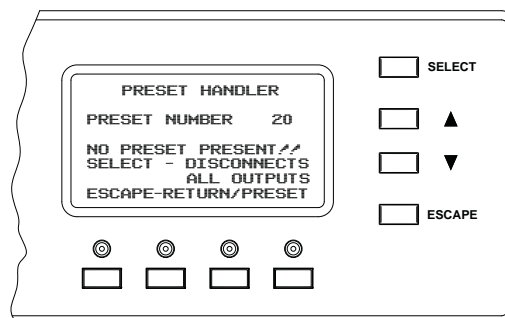 PRESET HANDLER
PRESET NUMBER 20
NO PRESET PRESENT!!
SELECT - DISCONNECTS
ALL OUTPUTS
ESCAPE-RETURN/PRESET
SELECT
▲
▼
ESCAPE